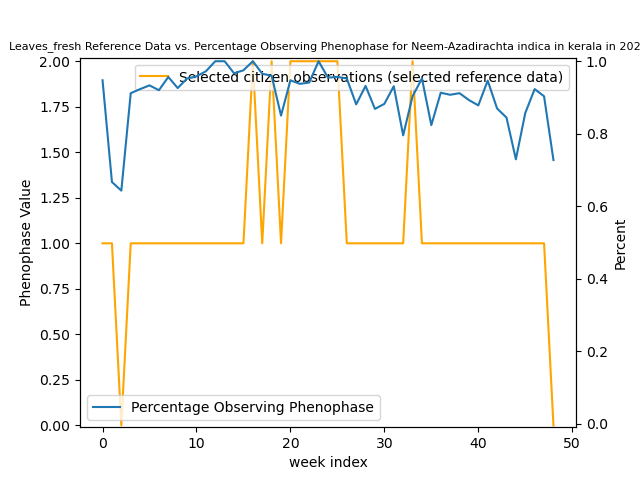 Leaves_fresh Reference Data vs. Percentage Observing Phenophase for Neem-Azadirachta indica in kerala in 202
Selected citizen observations (selected reference data)
2.00
1.75
1.50
1.25
1.00
0.75
0.50
0.25
0.00
Phenophase Value
1.0
0.8
0.6
0.4
0.2
0.0
Percent
Percentage Observing Phenophase
0 10 20 30 40 50
week index